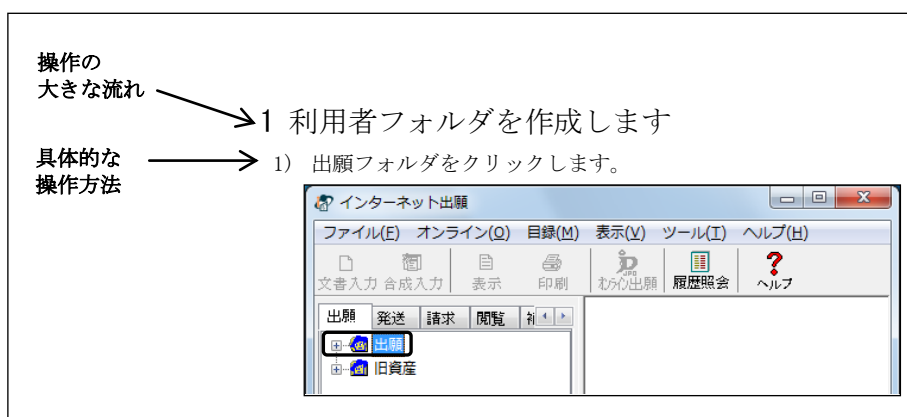 操作の
大きな流れ
1 利用者フォルダを作成します
具体的な
操作方法
1) 出願フォルダをクリックします。
インターネット出願
ファイル(F) オンライン(O) 目録(M) 表示(V) ツール(T) ヘルプ(H)
文書入力 合成入力 表示 印刷 オンライン出願 履歴照会 ヘルプ
出願 発送 請求 閲覧
出願
旧資産